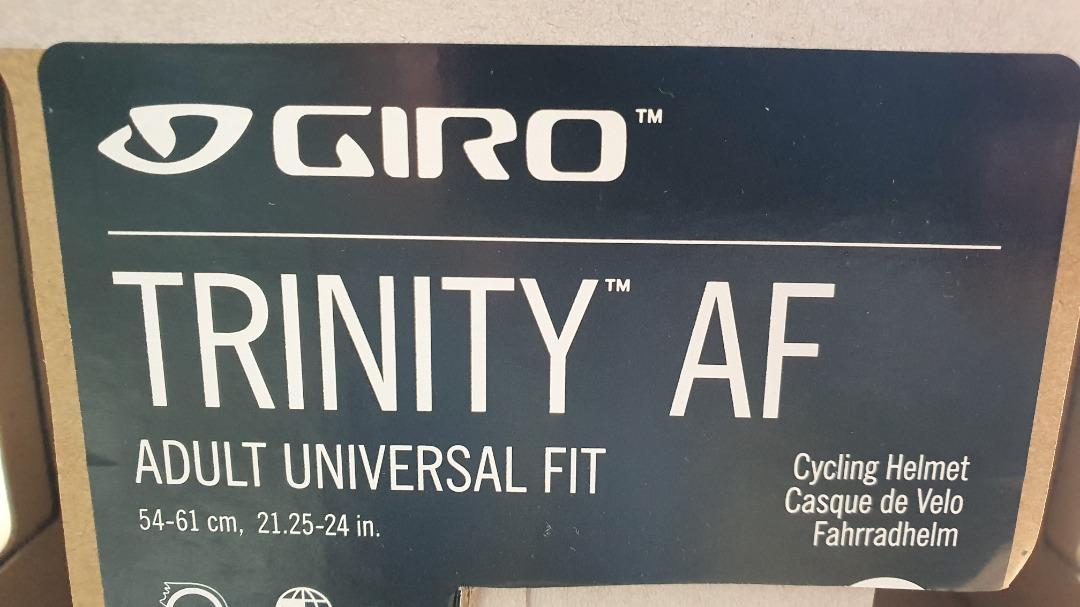 GIRO™
TRINITY™ AF
ADULT UNIVERSAL FIT
54-61 cm, 21.25-24 in.
Cycling Helmet
Casque de Velo
Fahrradhelm